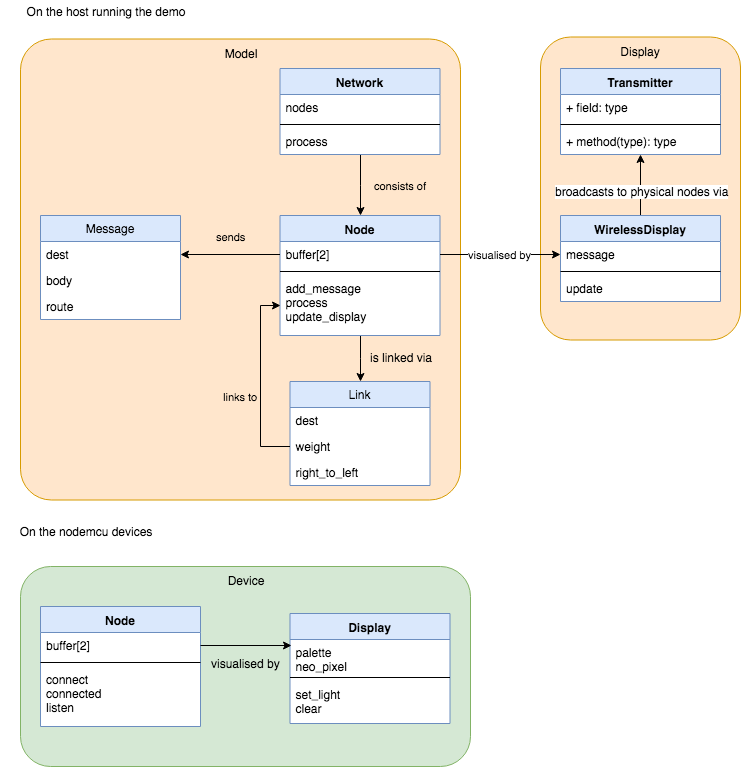 On the host running the demo
Model
Network
nodes
process
consists of
Message
dest
body
route
sends
Node
buffer[2]
add_message
process
update_display
visualised by
is linked via
links to
Link
dest
weight
right_to_left
Display
Transmitter
+ field: type
+ method(type): type
broadcasts to physical nodes via
WirelessDisplay
message
update
On the nodemcu devices
Device
Node
buffer[2]
connect
connected
listen
visualised by
Display
palette
neo_pixel
set_light
clear